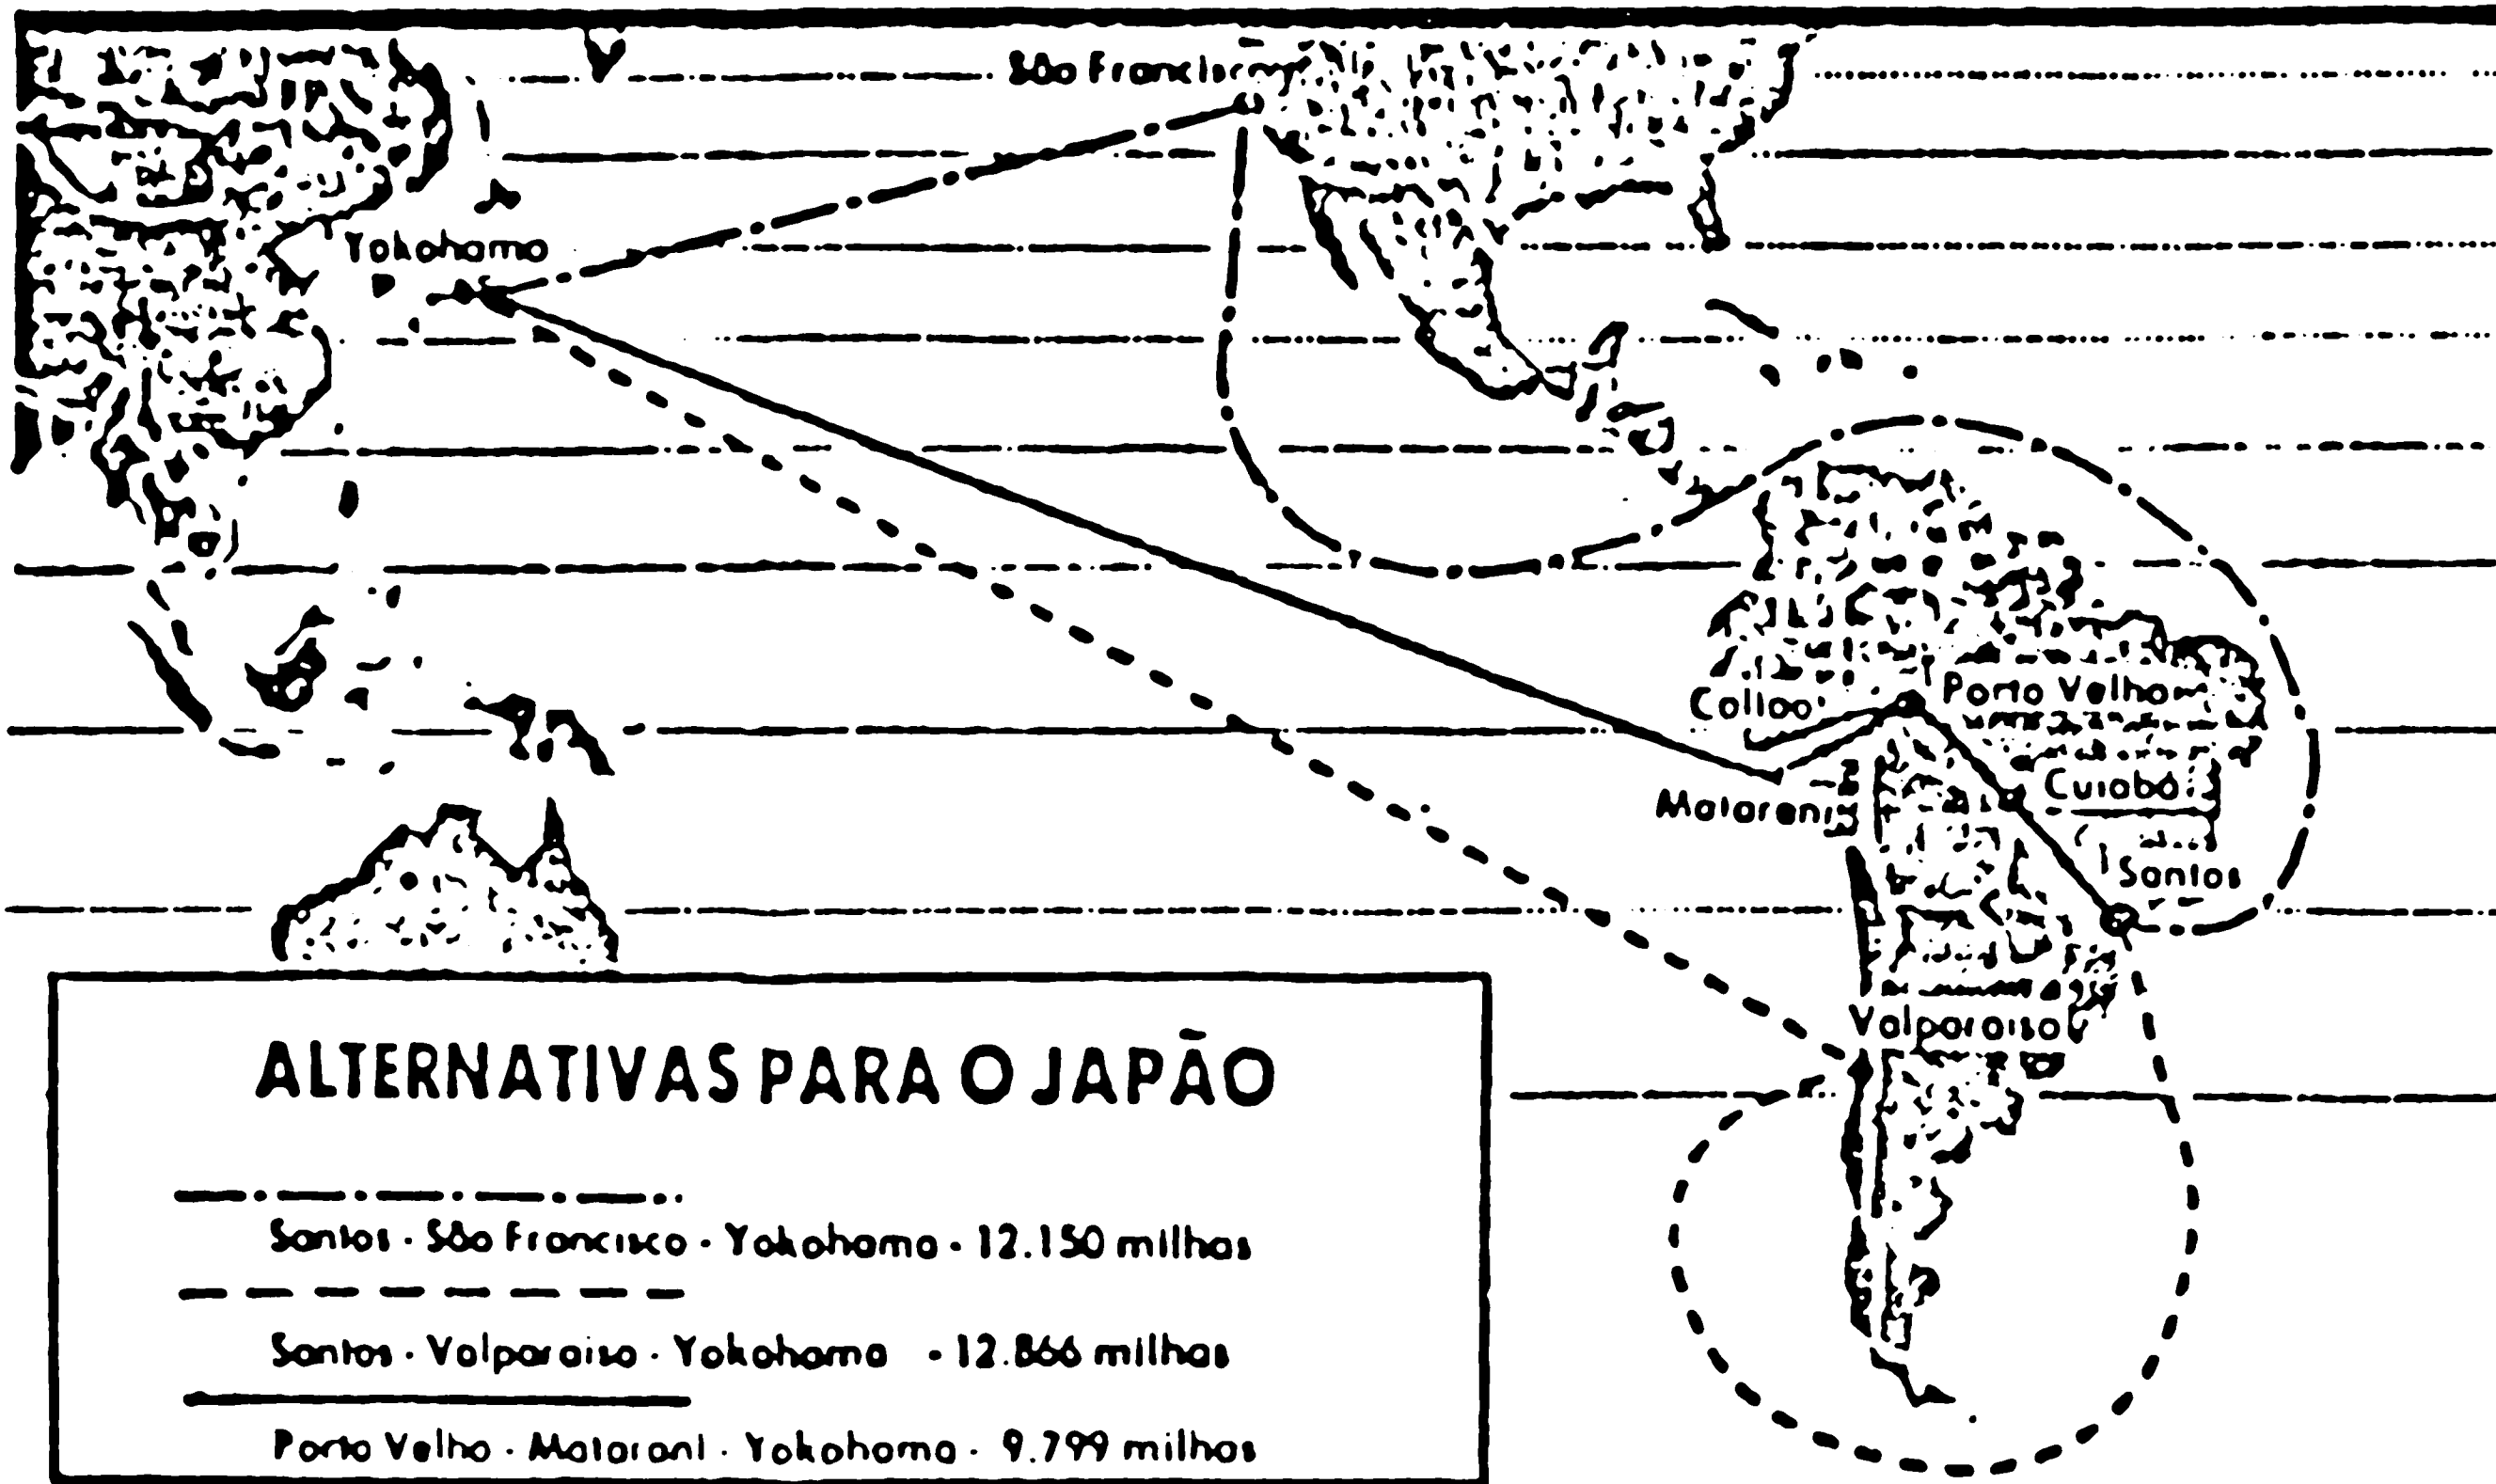 São Francisco
Yokohama
Porto Velho
Callao
Cuiabá
Matarani
Santos
Valparaiso
ALTERNATIVAS PARA O JAPÃO
Santos - São Francisco - Yokohama - 12.150 milhas
Santos - Valparaiso - Yokohama - 12.866 milhas
Porto Velho - Matarani - Yokohama - 9.799 milhas